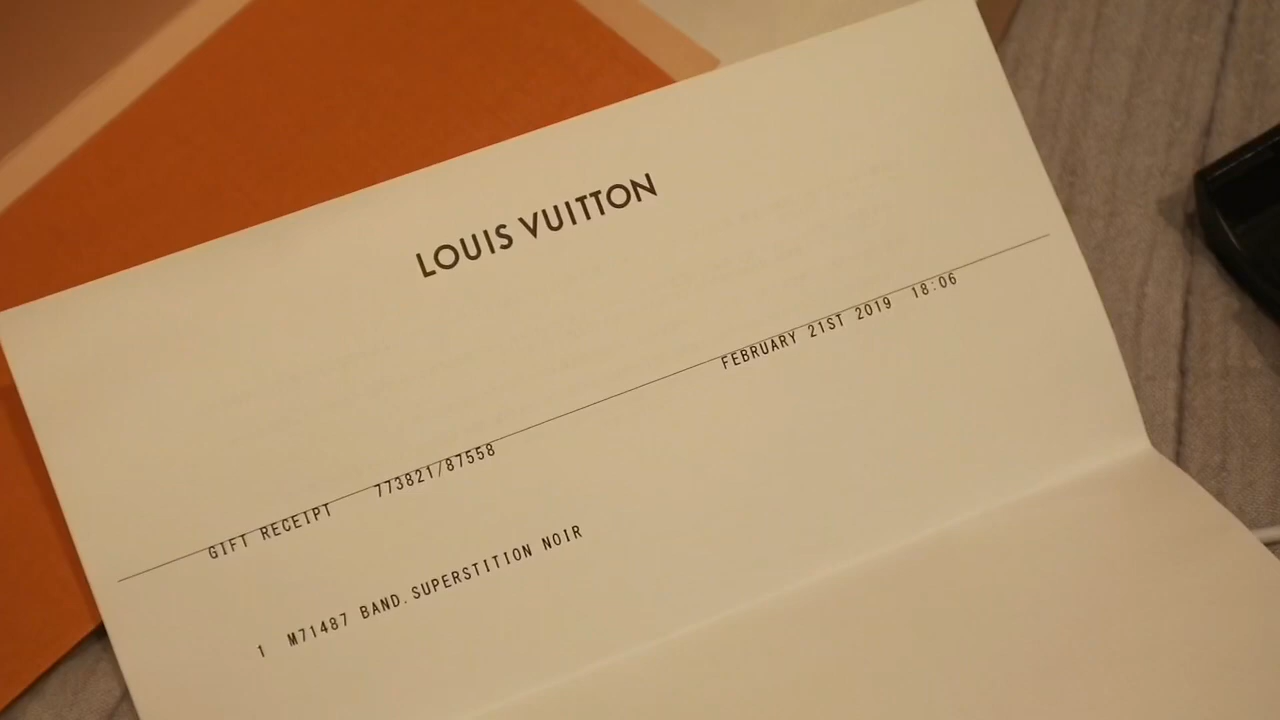 LOUIS VUITTON
GIFT RECEIPT 773821/87558 FEBRUARY 21ST 2019 18:06
1 M71487 BAND.SUPERSTITION NOIR